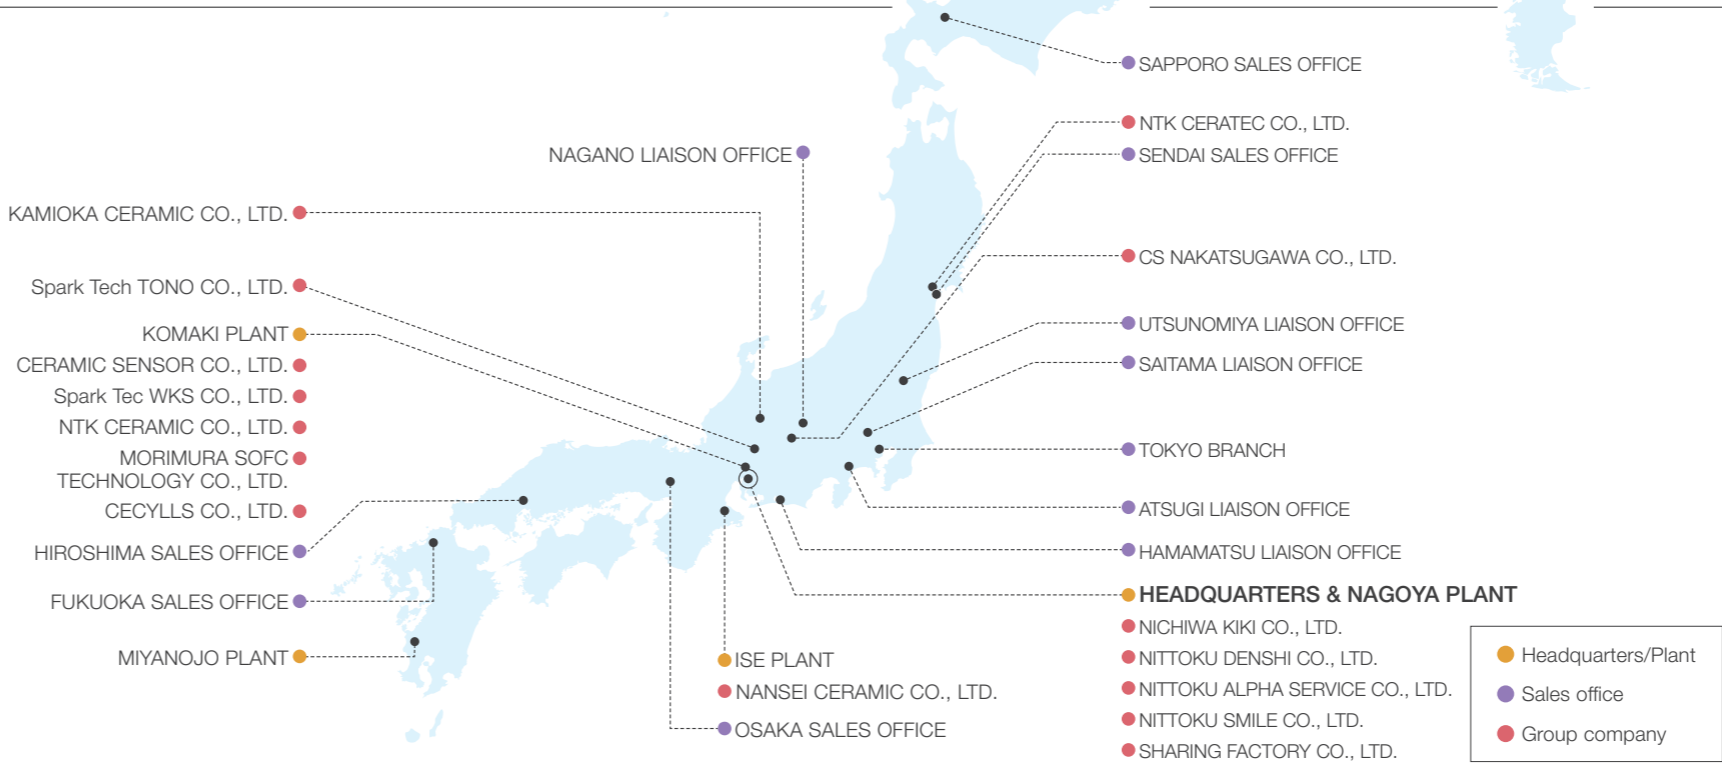 SAPPORO SALES OFFICE
NTK CERATEC CO., LTD.
SENDAI SALES OFFICE
NAGANO LIAISON OFFICE
KAMIOKA CERAMIC CO., LTD.
CS NAKATSUGAWA CO., LTD.
Spark Tech TONO CO., LTD.
KOMAKI PLANT
CERAMIC SENSOR CO., LTD.
Spark Tec WKS CO., LTD.
NTK CERAMIC CO., LTD.
MORIMURA SOFC
TECHNOLOGY CO., LTD.
CECYLLS CO., LTD.
HIROSHIMA SALES OFFICE
FUKUOKA SALES OFFICE
MIYANOJO PLANT
UTSUNOMIYA LIAISON OFFICE
SAITAMA LIAISON OFFICE
TOKYO BRANCH
ATSUGI LIAISON OFFICE
HAMAMATSU LIAISON OFFICE
HEADQUARTERS & NAGOYA PLANT
NICHIWA KIKI CO., LTD.
NITTOKU DENSHI CO., LTD.
NITTOKU ALPHA SERVICE CO., LTD.
NITTOKU SMILE CO., LTD.
SHARING FACTORY CO., LTD.
ISE PLANT
NANSEI CERAMIC CO., LTD.
OSAKA SALES OFFICE
Headquarters/Plant
Sales office
Group company